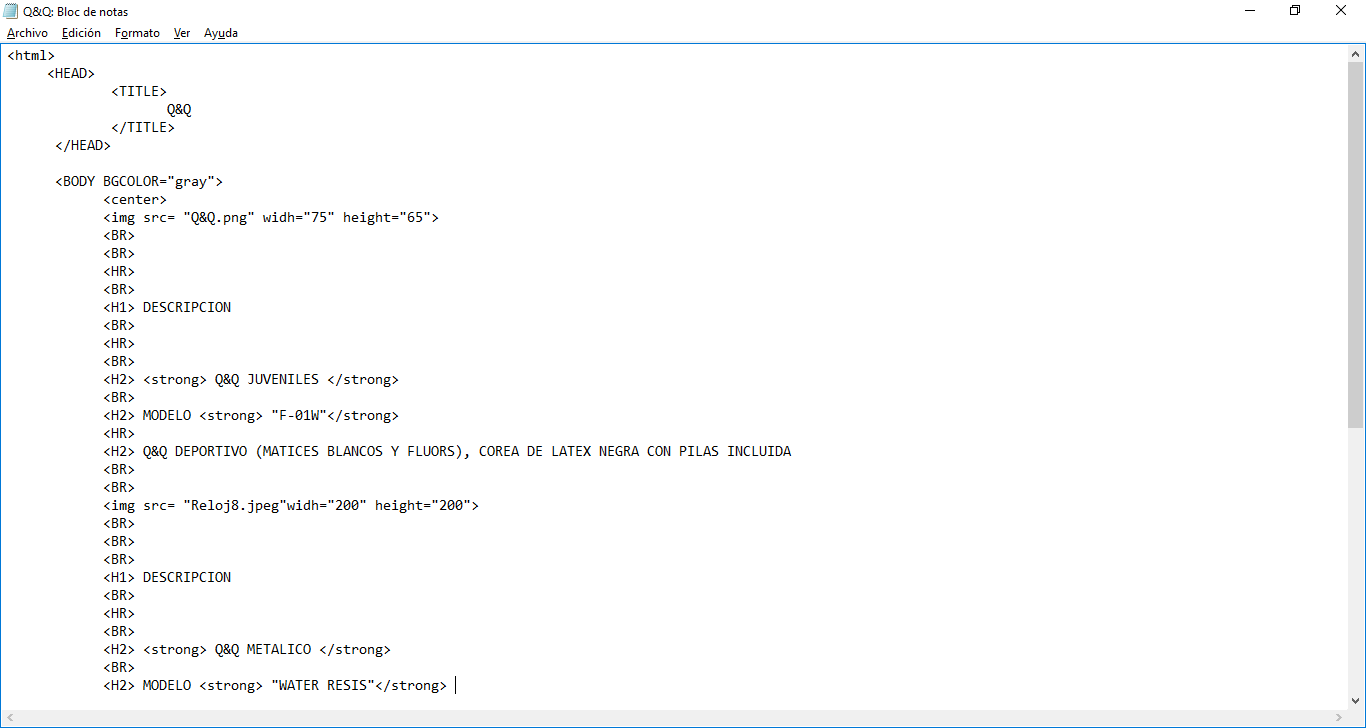 Q&Q: Bloc de notas
Archivo Edición Formato Ver Ayuda
<html>
<HEAD>
<TITLE>
Q&Q
</TITLE>
</HEAD>
<BODY BGCOLOR="gray">
<center>
<img src= "Q&Q.png" widh="75" height="65">
<BR>
<BR>
<HR>
<BR>
<H1> DESCRIPCION
<BR>
<HR>
<BR>
<H2> <strong> Q&Q JUVENILES </strong>
<BR>
<H2> MODELO <strong> "F-01W"</strong>
<HR>
<H2> Q&Q DEPORTIVO (MATICES BLANCOS Y FLUORS), COREA DE LATEX NEGRA CON PILAS INCLUIDA
<BR>
<BR>
<img src= "Reloj8.jpeg"widh="200" height="200">
<BR>
<BR>
<BR>
<H1> DESCRIPCION
<BR>
<HR>
<BR>
<H2> <strong> Q&Q METALICO </strong>
<BR>
<H2> MODELO <strong> "WATER RESIS"</strong>